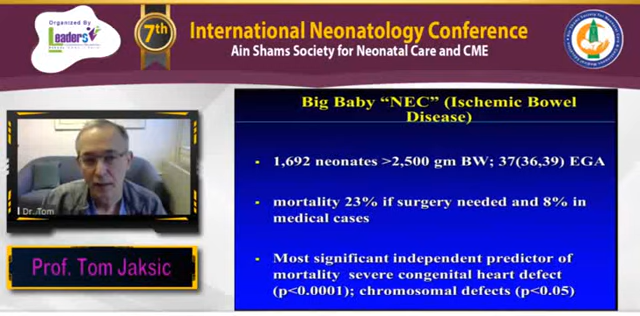 Organized By
Leaders
7th
International Neonatology Conference
Ain Shams Society for Neonatal Care and CME
Dr. Tom
Prof. Tom Jaksic
Big Baby “NEC” (Ischemic Bowel
Disease)
• 1,692 neonates >2,500 gm BW; 37(36,39) EGA
• mortality 23% if surgery needed and 8% in
medical cases
• Most significant independent predictor of
mortality severe congenital heart defect
(p<0.0001); chromosomal defects (p<0.05)